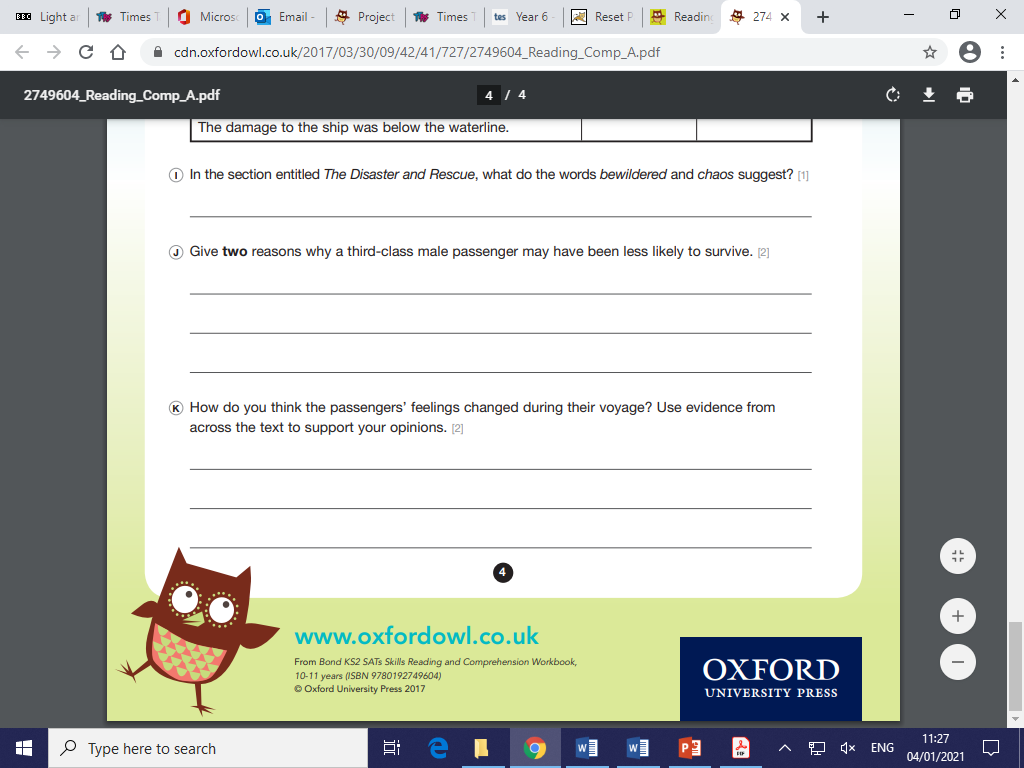 BBC Light ar
Times T
Micros
Email -
Project
Times T
tes Year 6 -
Reset P
Reading
274
cdn.oxfordowl.co.uk/2017/03/30/09/42/41/727/2749604_Reading_Comp_A.pdf
2749604_Reading_Comp_A.pdf
4 / 4
The damage to the ship was below the waterline.
I In the section entitled The Disaster and Rescue, what do the words bewildered and chaos suggest? [1]
J Give two reasons why a third-class male passenger may have been less likely to survive. [2]
K How do you think the passengers' feelings changed during their voyage? Use evidence from
across the text to support your opinions. [2]
4
www.oxfordowl.co.uk
From Bond KS2 SATs Skills Reading and Comprehension Workbook,
10-11 years (ISBN 9780192749604)
© Oxford University Press 2017
OXFORD
UNIVERSITY PRESS
Type here to search
ENG
11:27
04/01/2021